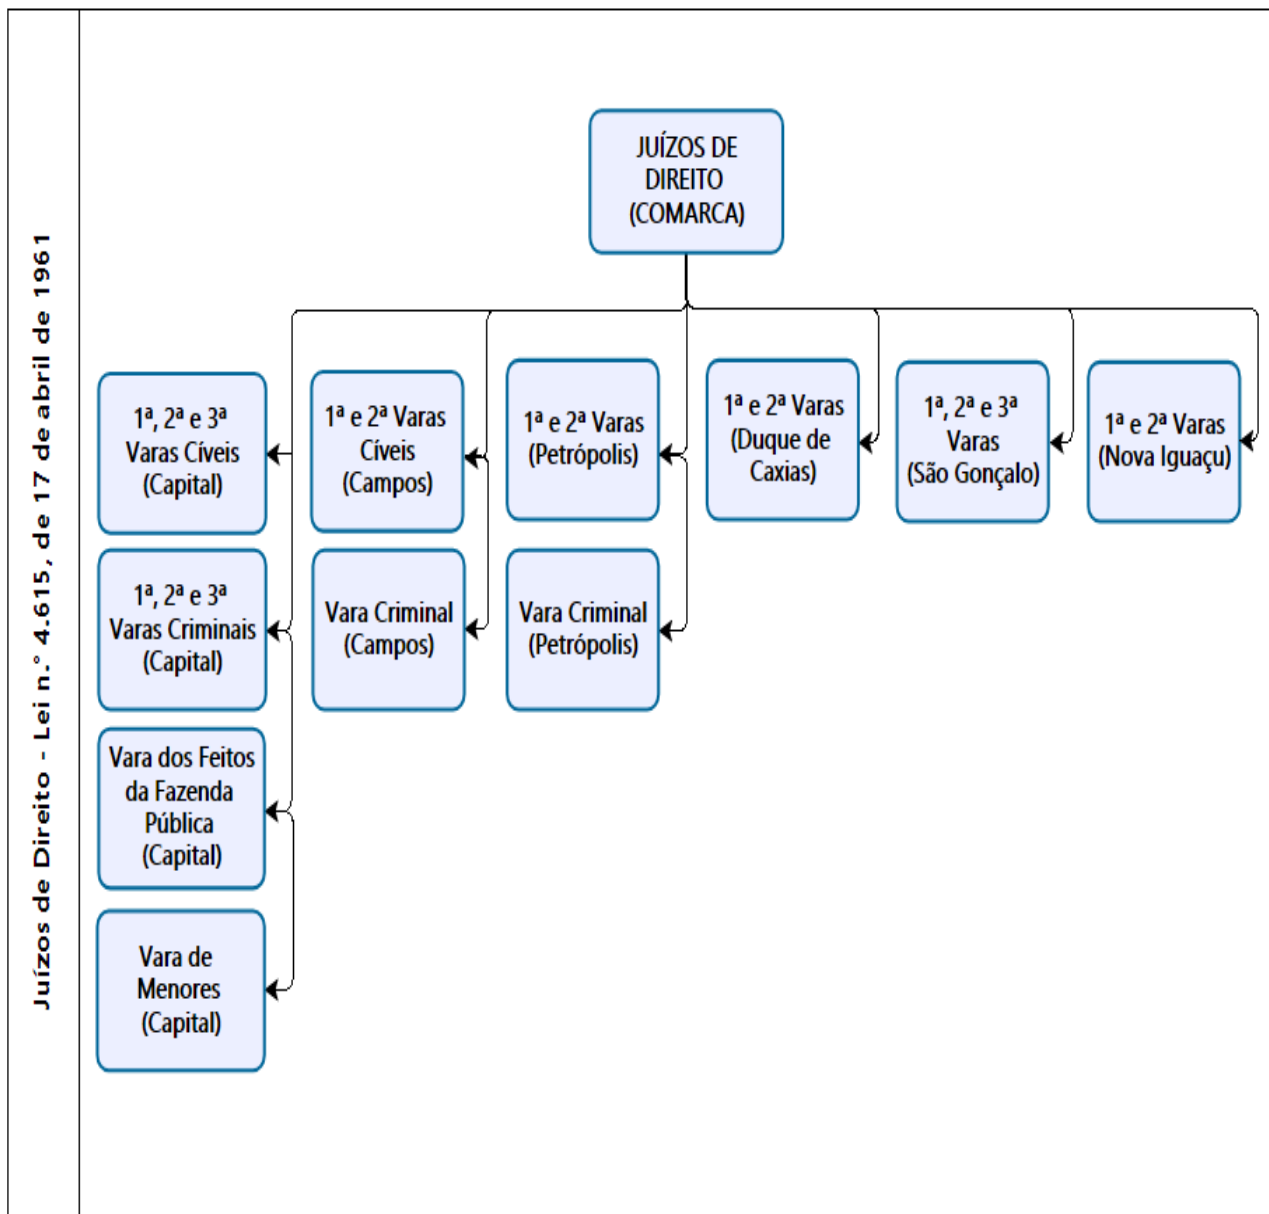 Juízos de Direito - Lei n.° 4.615, de 17 de abril de 1961
JUÍZOS DE
DIREITO
(COMARCA)
1ª, 2ª e 3ª
Varas Cíveis
(Capital)
1ª e 2ª Varas
Cíveis
(Campos)
1ª e 2ª Varas
(Petrópolis)
1ª e 2ª Varas
(Duque de
Caxias)
1ª, 2ª e 3ª
Varas
(São Gonçalo)
1ª e 2ª Varas
(Nova Iguaçu)
1ª, 2ª e 3ª
Varas Criminais
(Capital)
Vara Criminal
(Campos)
Vara Criminal
(Petrópolis)
Vara dos Feitos
da Fazenda
Pública
(Capital)
Vara de
Menores
(Capital)